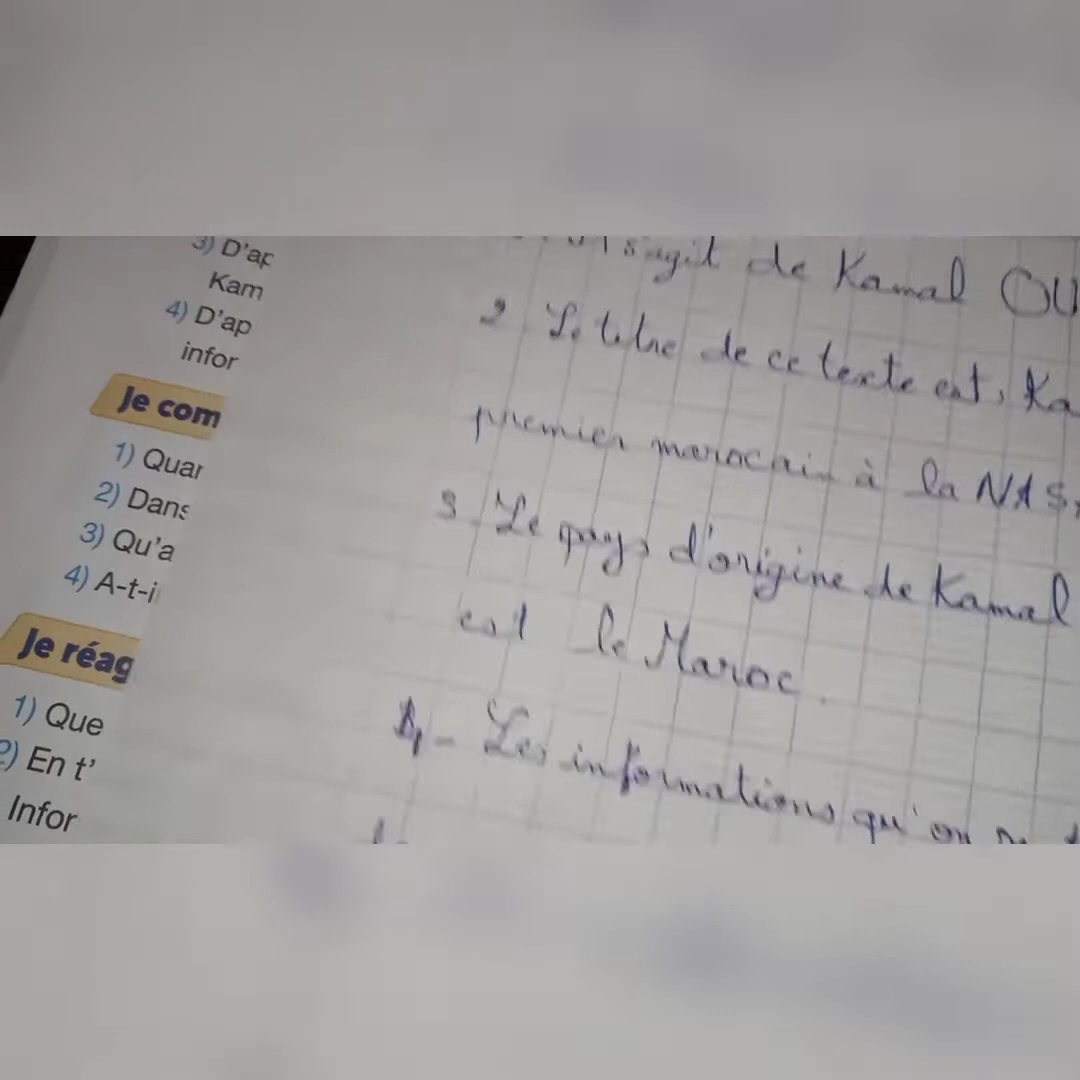 3) D'ap
Kam
4) D'ap
infor
Je com
1) Quar
2) Dans
3) Qu'a
4) A-t-i
Je réag
1) Que
2) En t'
Infor
s'agit de Kamal OU
2 Le titre de ce texte est, Ka
premier marocain à la NAS
3 Le pays d'origine de Kamal
est le Maroc.
4 - Les informations qu'on